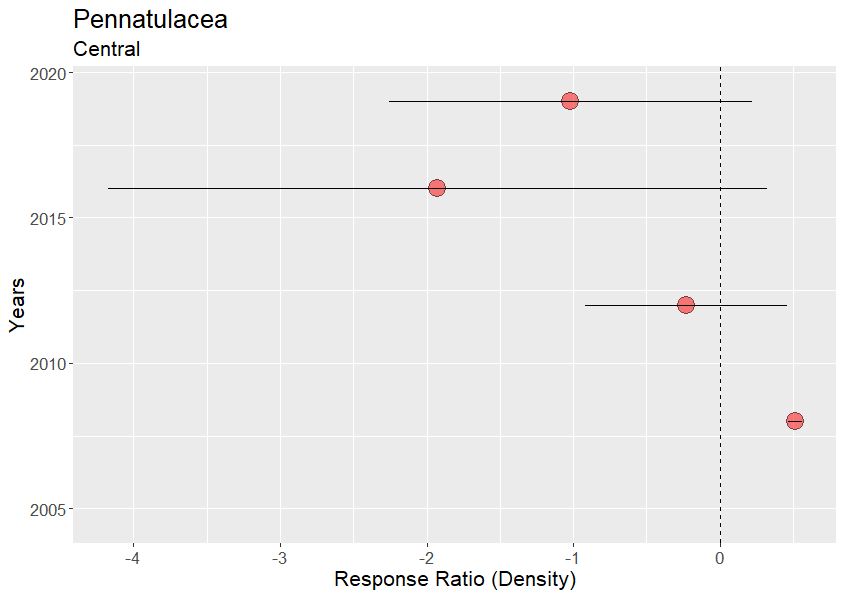 Pennatulacea
Central
2020
2015
2010
2005
Years
-4 -3 -2 -1 0
Response Ratio (Density)